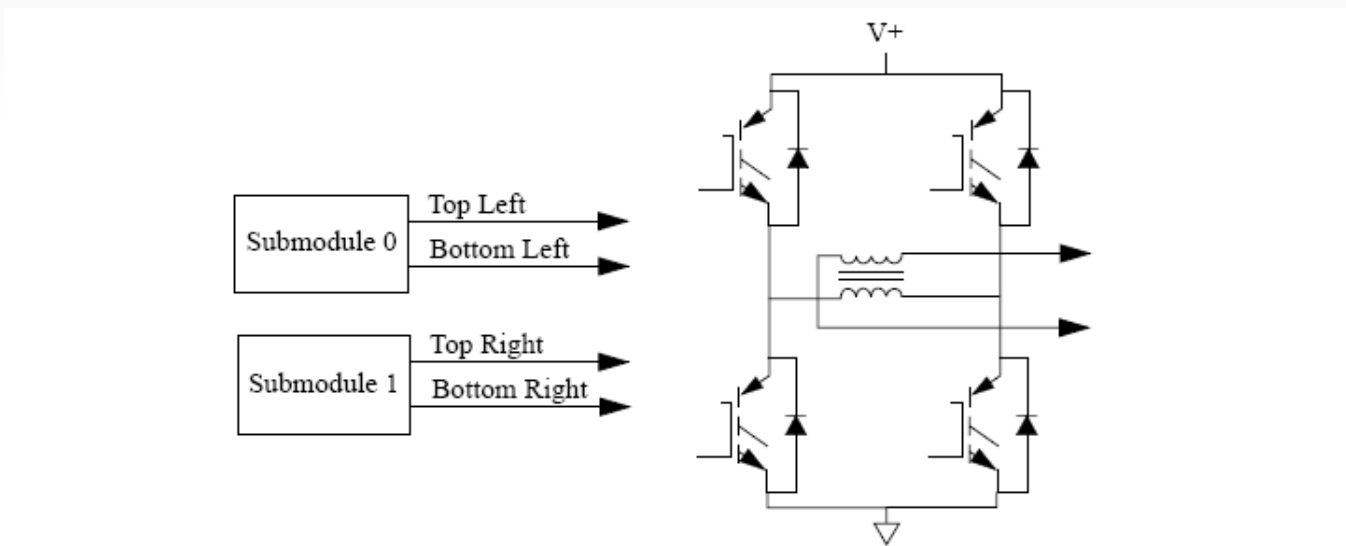 V+
Top Left
Submodule 0
Bottom Left
Top Right
Submodule 1
Bottom Right